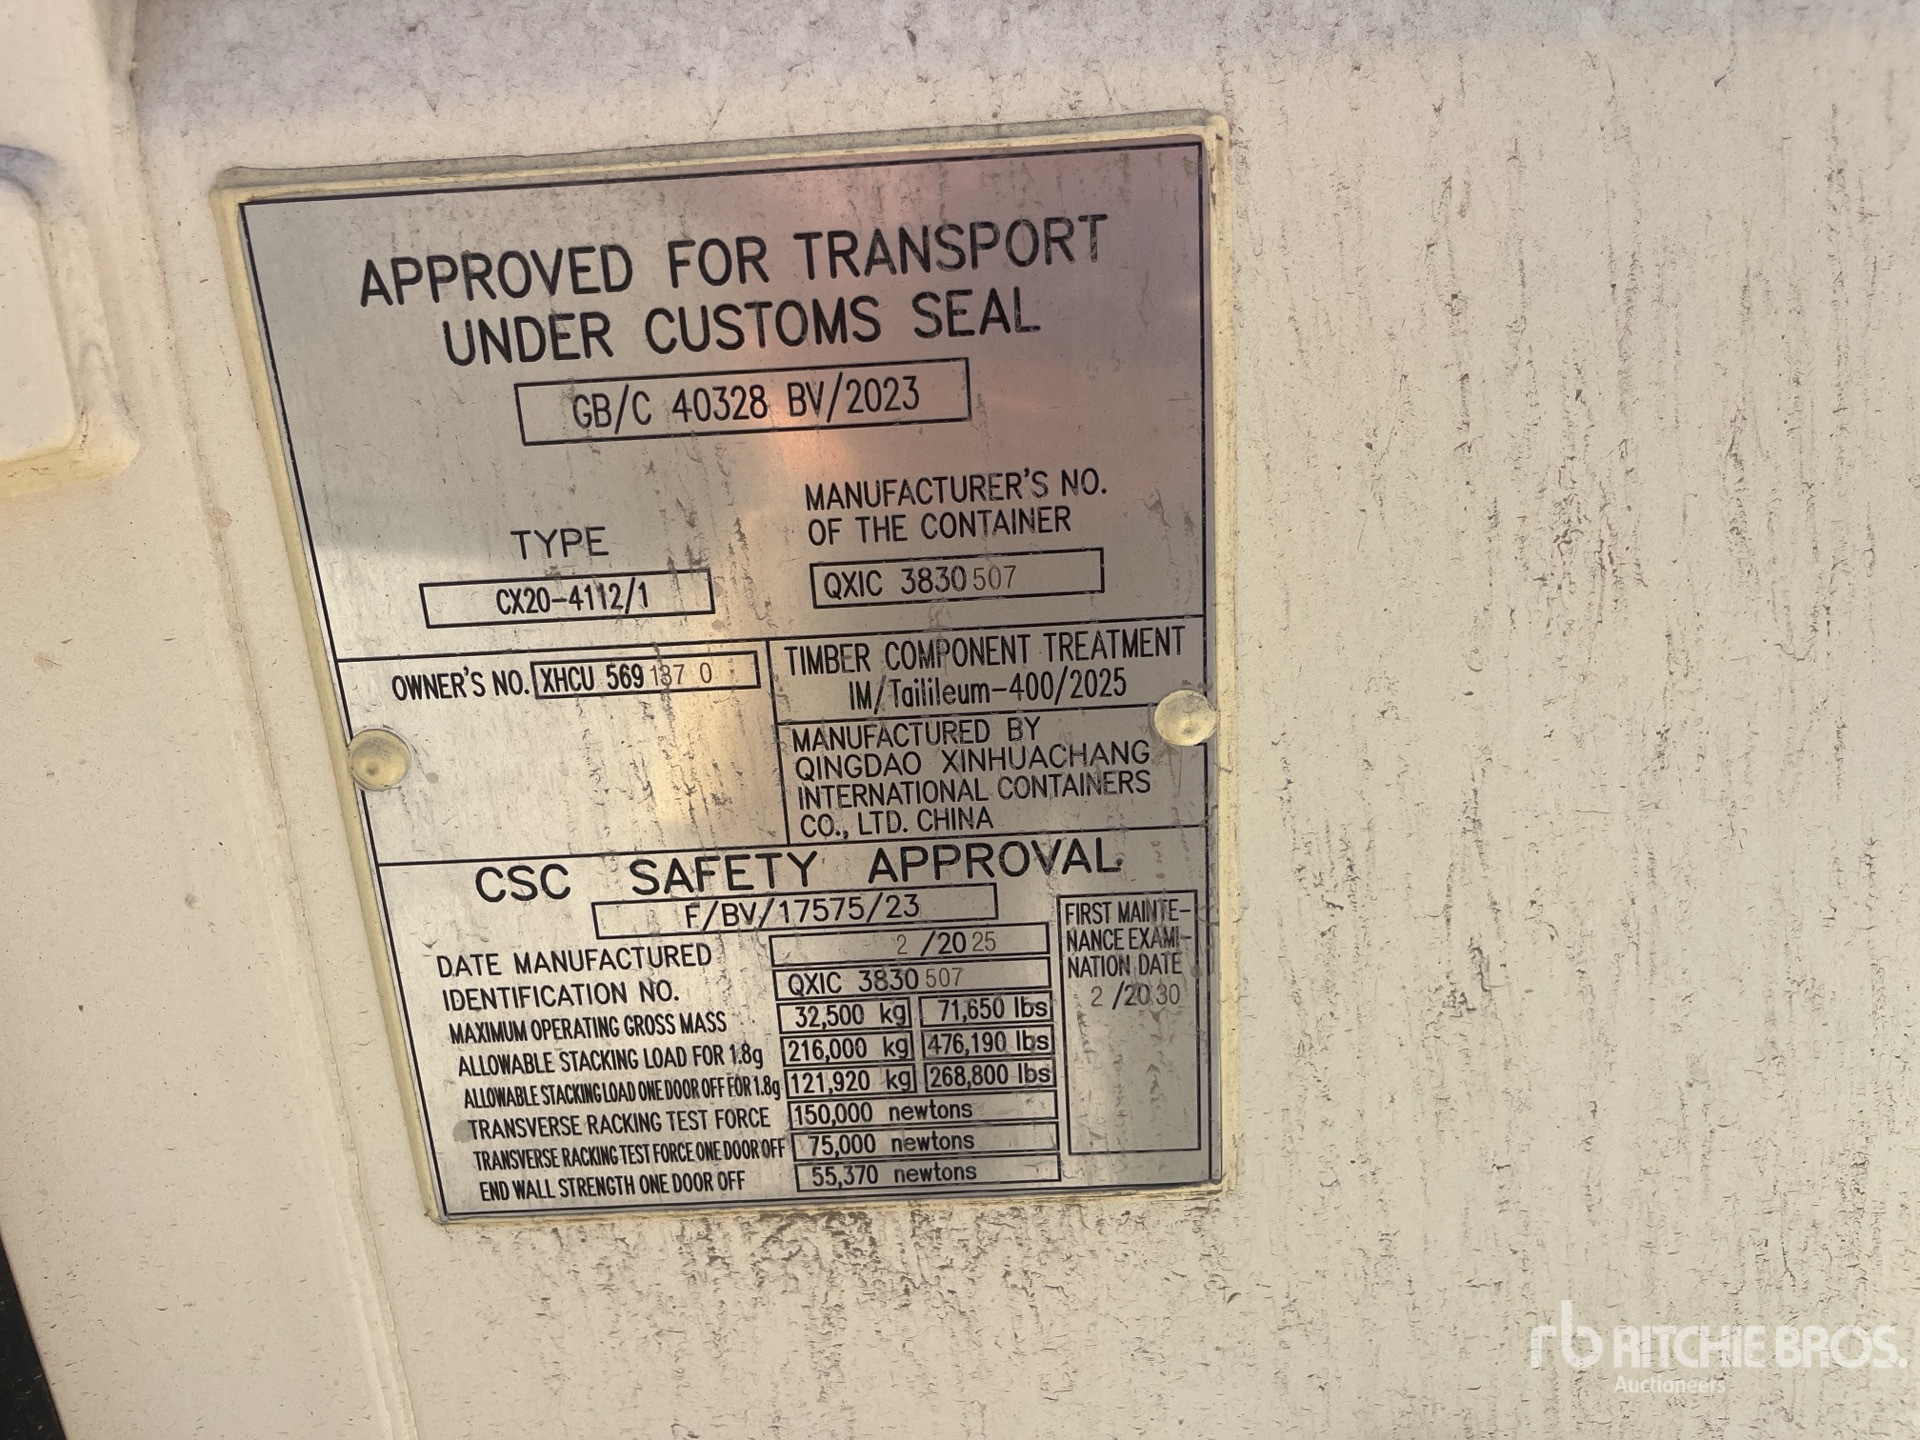 APPROVED FOR TRANSPORT
UNDER CUSTOMS SEAL
GB/C 40328 BV/2023
TYPE
CX20-4112/1
MANUFACTURER'S NO.
OF THE CONTAINER
QXIC 3830507
OWNER'S NO. XHCU 569137 0
TIMBER COMPONENT TREATMENT
IM/Tailileum-400/2025
MANUFACTURED BY
QINGDAO XINHUACHANG
INTERNATIONAL CONTAINERS
CO., LTD. CHINA
CSC SAFETY APPROVAL
F/BV/17575/23
DATE MANUFACTURED 2 /2025
IDENTIFICATION NO. QXIC 3830507
MAXIMUM OPERATING GROSS MASS 32,500 kg 71,650 lbs
ALLOWABLE STACKING LOAD FOR 1.8g 216,000 kg 476,190 lbs
ALLOWABLE STACKING LOAD ONE DOOR OFF FOR 1.8g 121,920 kg 268,800 lbs
TRANSVERSE RACKING TEST FORCE 150,000 newtons
TRANSVERSE RACKING TEST FORCE ONE DOOR OFF 75,000 newtons
END WALL STRENGTH ONE DOOR OFF 55,370 newtons
FIRST MAINTE-
NANCE EXAMI-
NATION DATE
2 /2030
rb RITCHIE BROS.
Auctioneers